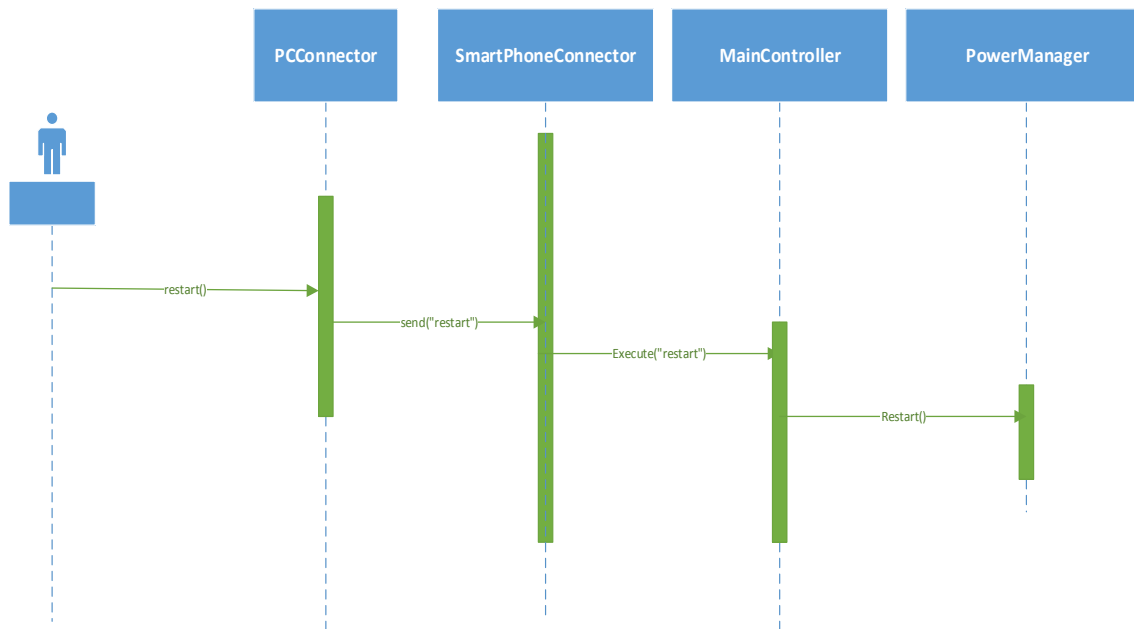 PCConnector
SmartPhoneConnector
MainController
PowerManager
restart()
send("restart")
Execute("restart")
Restart()